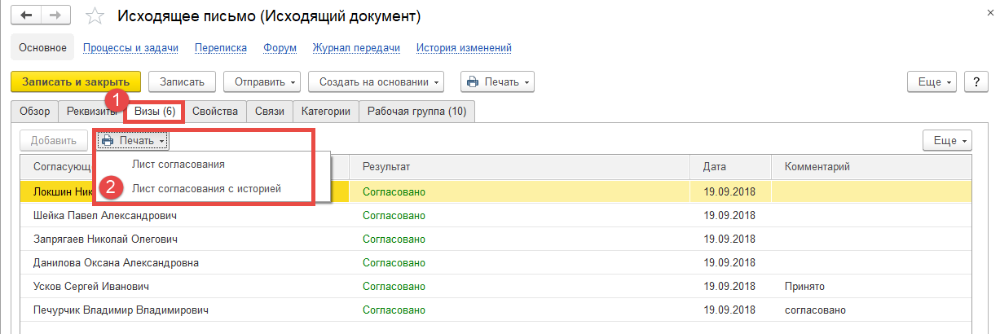 Исходящее письмо (Исходящий документ)
Основное Процессы и задачи Переписка Форум Журнал передачи История изменений
Записать и закрыть Записать Отправить Создать на основании Печать Еще ?
1
Обзор Реквизиты Визы (6) Свойства Связи Категории Рабочая группа (10)
Добавить Печать Еще
Согласующ Результат Дата Комментарий
Лист согласования
2 Лист согласования с историей
Локшин Ник Согласовано 19.09.2018
Шейка Павел Александрович Согласовано 19.09.2018
Запрягаев Николай Олегович Согласовано 19.09.2018
Данилова Оксана Александровна Согласовано 19.09.2018
Усков Сергей Иванович Согласовано 19.09.2018 Принято
Печурчик Владимир Владимирович Согласовано 19.09.2018 согласовано